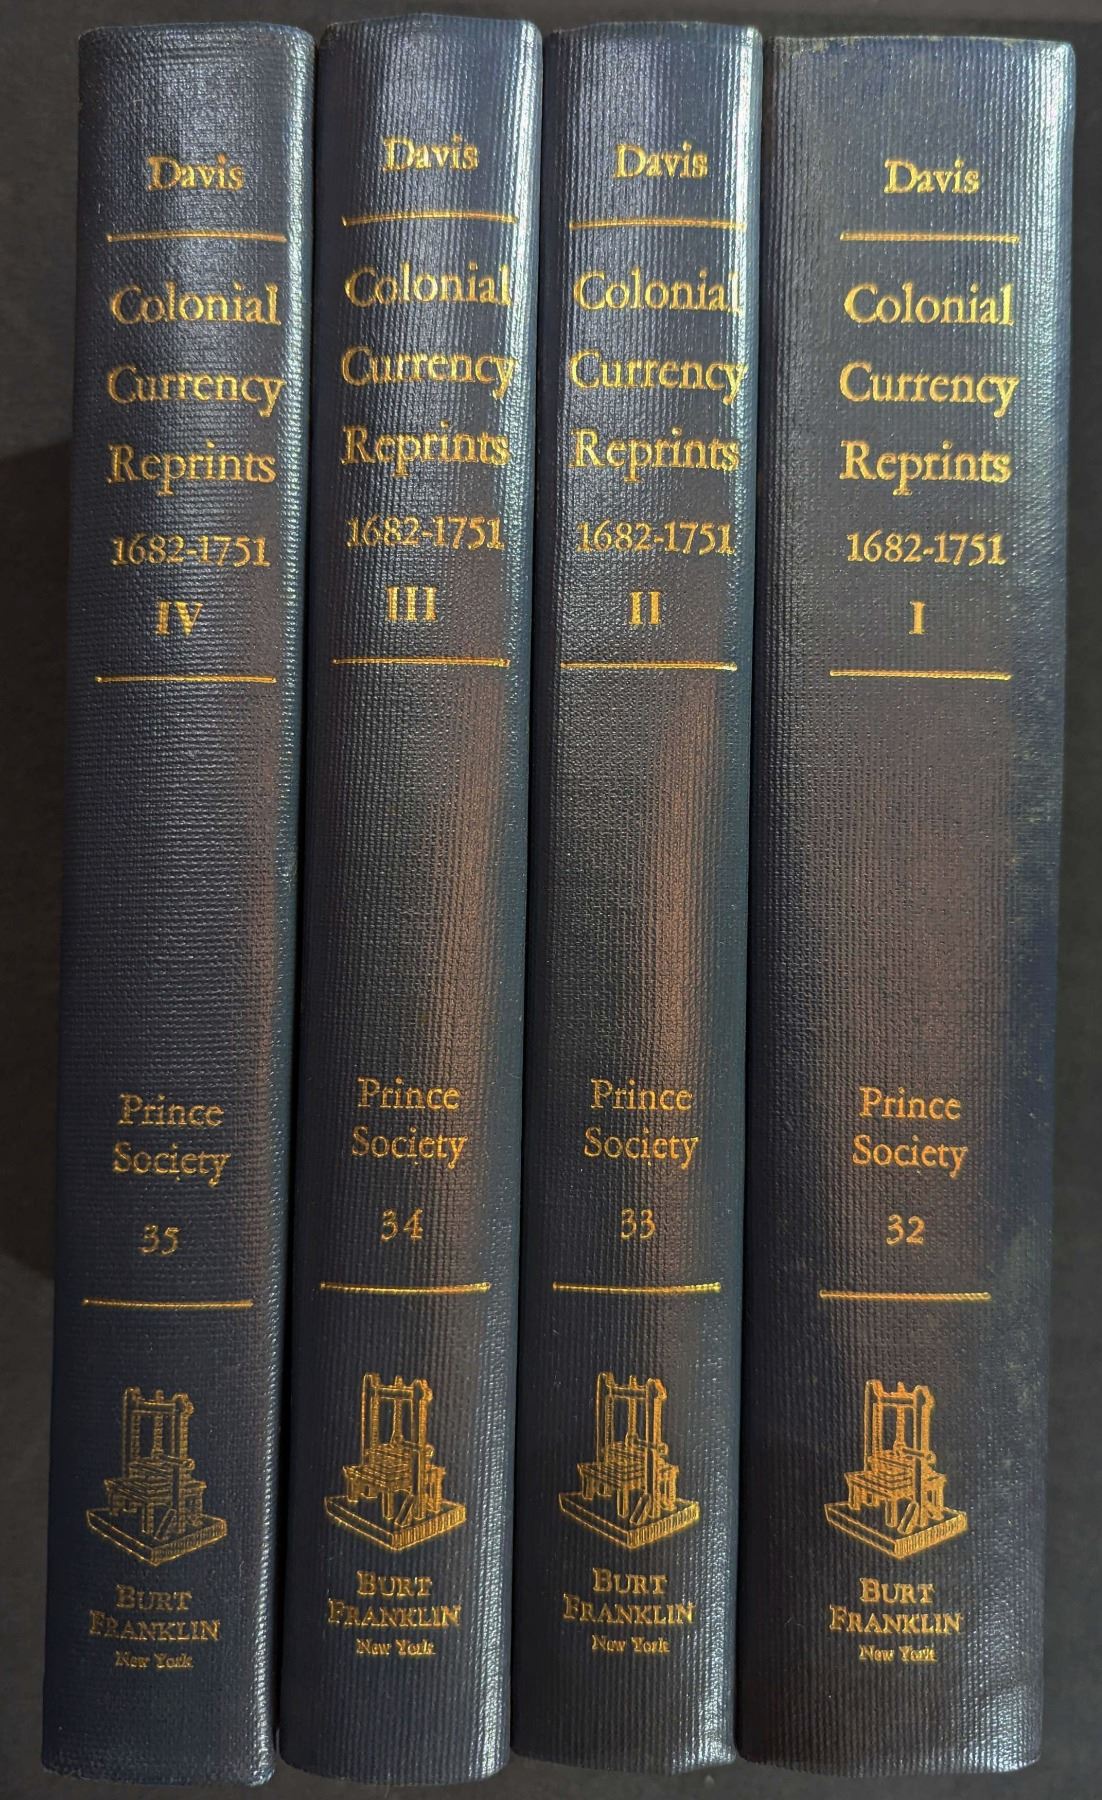 Davis
Colonial
Currency
Reprints
1682-1751
IV
Prince
Society
35
BURT
FRANKLIN
New York
Davis
Colonial
Currency
Reprints
1682-1751
III
Prince
Society
34
BURT
FRANKLIN
New York
Davis
Colonial
Currency
Reprints
1682-1751
II
Prince
Society
33
BURT
FRANKLIN
New York
Davis
Colonial
Currency
Reprints
1682-1751
I
Prince
Society
32
BURT
FRANKLIN
New York